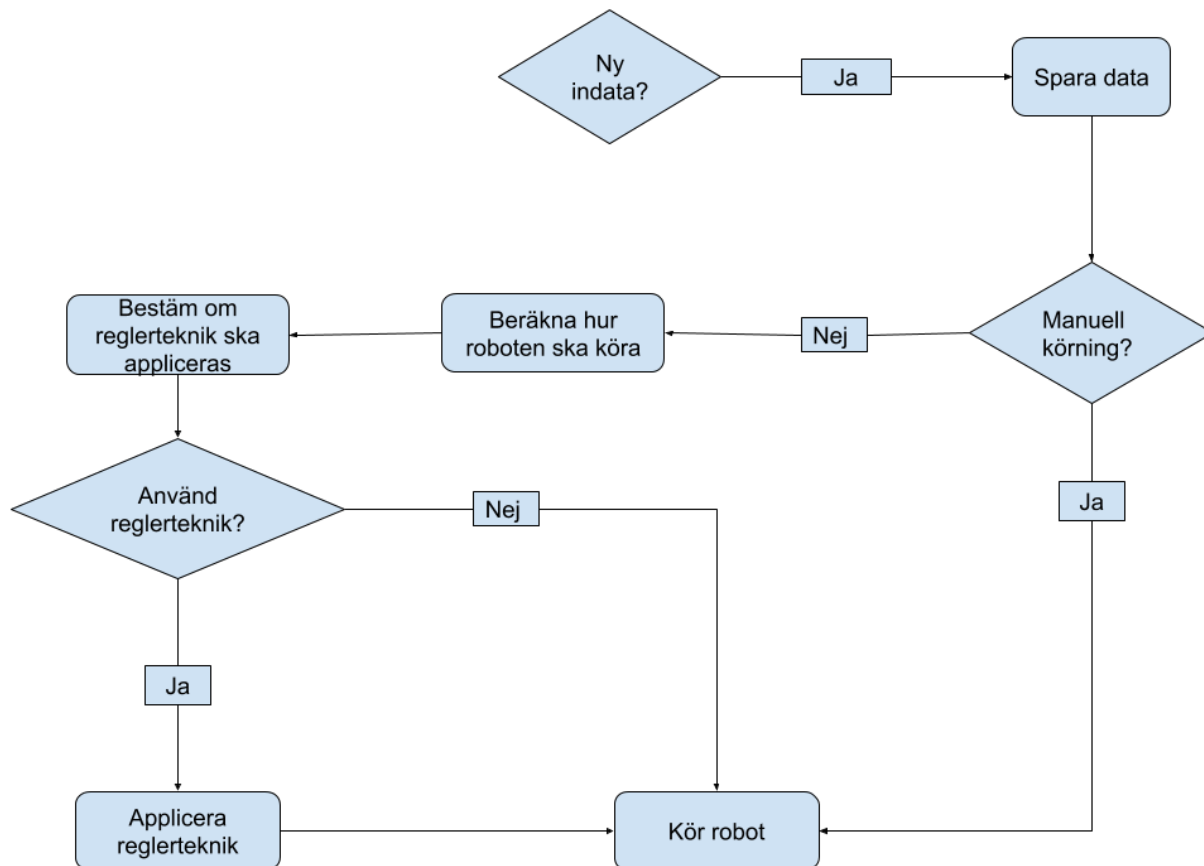 Ny
indata?
Ja
Spara data
Manuell
körning?
Nej
Beräkna hur
roboten ska köra
Bestäm om
reglerteknik ska
appliceras
Använd
reglerteknik?
Nej
Ja
Ja
Applicera
reglerteknik
Kör robot